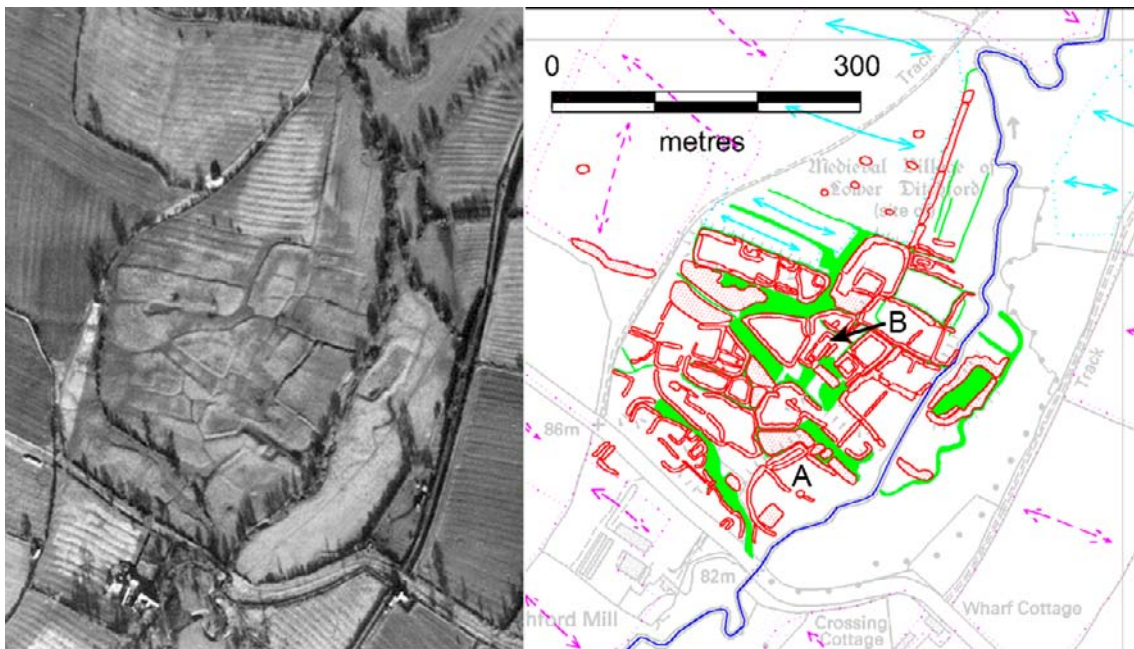 0
300
metres
Track
Medieval Village of
Lower Ditchford
(site of)
B
Track
86m
A
82m
hford Mill
Wharf Cottage
Crossing
Cottage